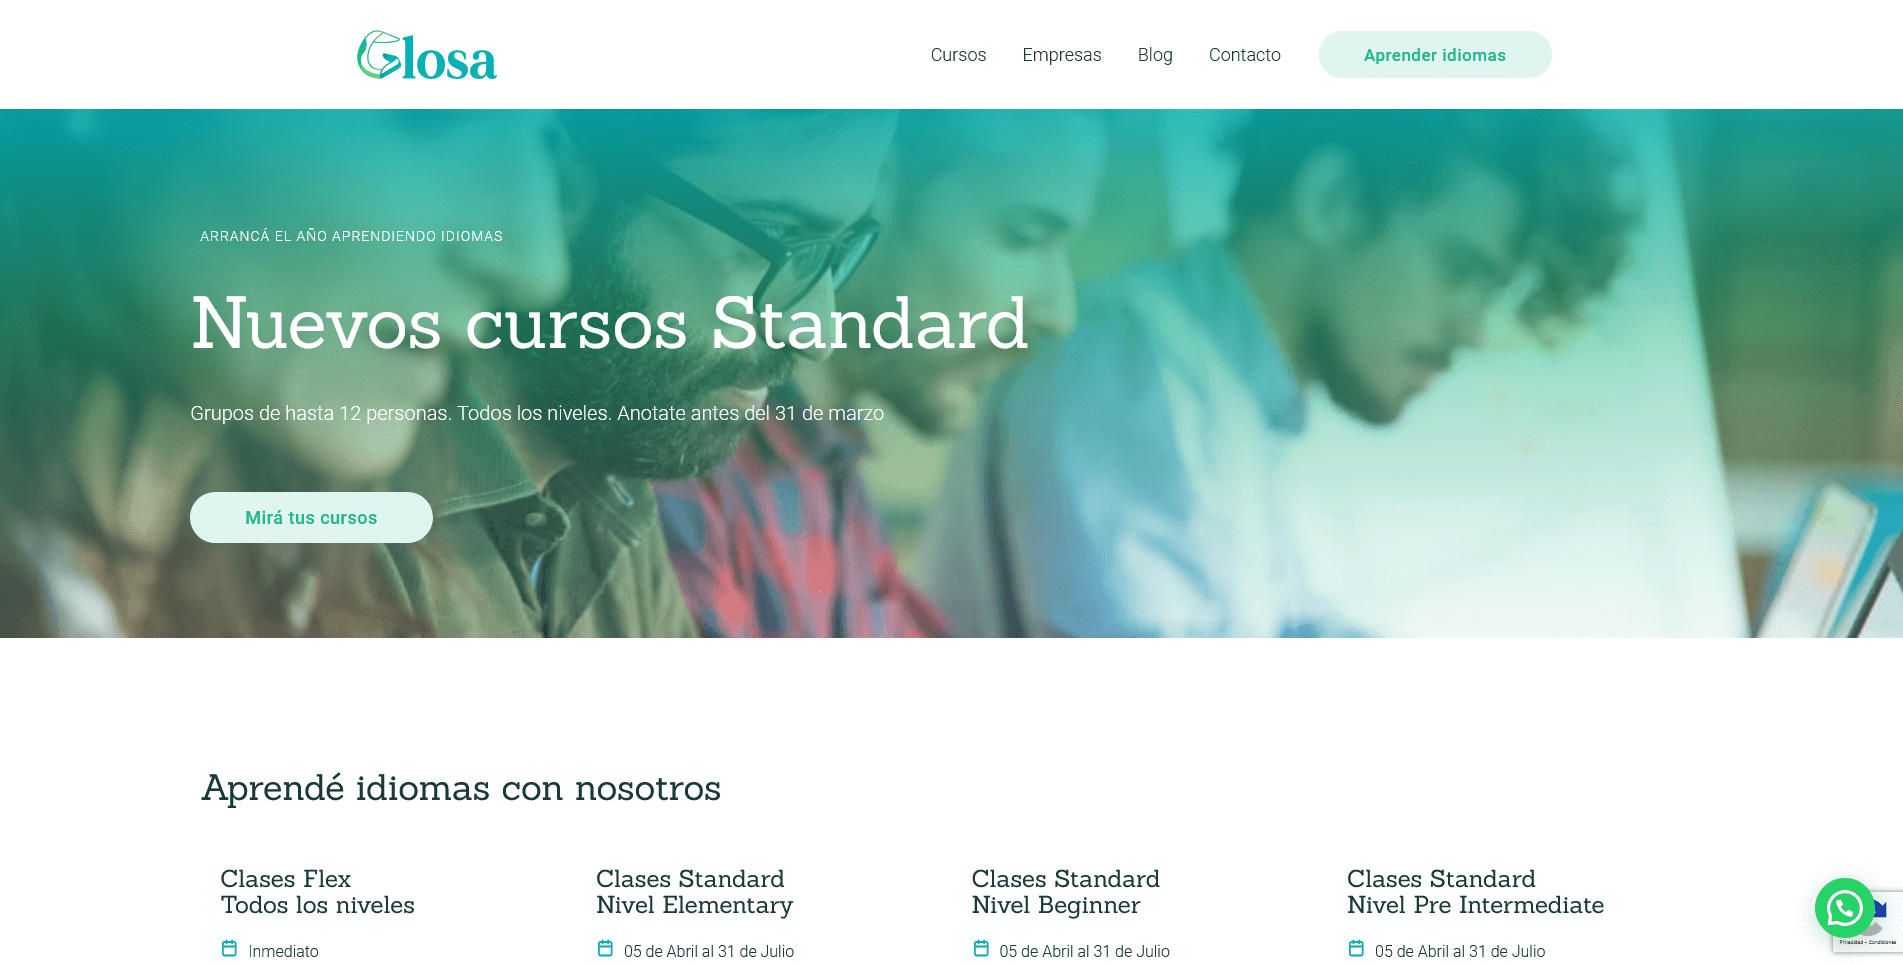 Glosa
Cursos Empresas Blog Contacto Aprender idiomas
ARRANCÁ EL AÑO APRENDIENDO IDIOMAS
Nuevos cursos Standard
Grupos de hasta 12 personas. Todos los niveles. Anotate antes del 31 de marzo
Mirá tus cursos
Aprendé idiomas con nosotros
Clases Flex
Todos los niveles
Inmediato
Clases Standard
Nivel Elementary
05 de Abril al 31 de Julio
Clases Standard
Nivel Beginner
05 de Abril al 31 de Julio
Clases Standard
Nivel Pre Intermediate
05 de Abril al 31 de Julio
Privacidad - Condiciones